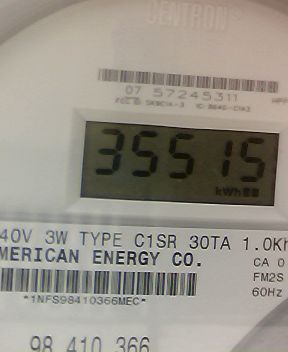 CENTRON®
07 57245311
35515
kWh
40V 3W TYPE C1SR 30TA 1.0Kh
MERICAN ENERGY CO.
CA 0
FM2S
*1NFS98410366MEC*
60Hz
98 410 366